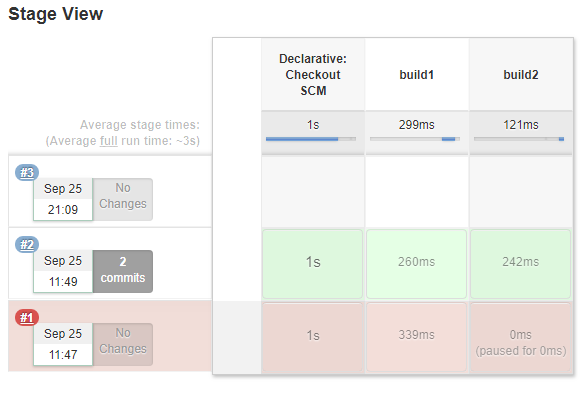 Stage View
Declarative:
Checkout
SCM
build1
build2
Average stage times:
(Average full run time: ~3s)
1s
299ms
121ms
#3
Sep 25
21:09
No
Changes
#2
Sep 25
11:49
2
commits
1s
260ms
242ms
#1
Sep 25
11:47
No
Changes
1s
339ms
0ms
(paused for 0ms)